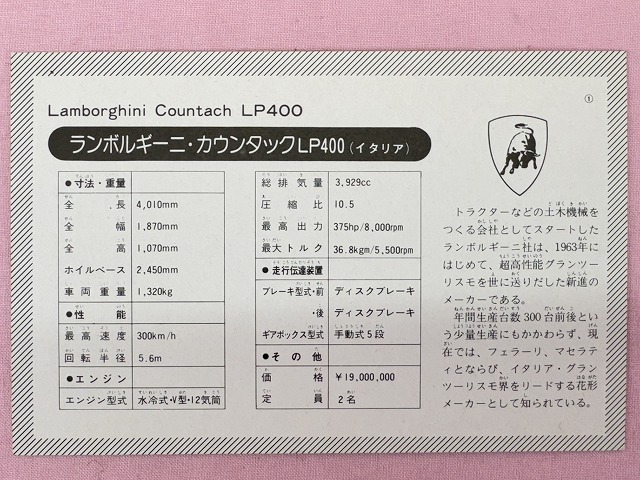 Lamborghini Countach LP400
①
ランボルギーニ・カウンタックLP400(イタリア)
●寸法・重量
全長 4,010mm
全幅 1,870mm
全高 1,070mm
ホイルベース 2,450mm
車両重量 1,320kg
●性能
最高速度 300km/h
回転半径 5.6m
●エンジン
エンジン型式 水冷式・V型・12気筒
総排気量 3,929cc
圧縮比 10.5
最高出力 375hp/8,000rpm
最大トルク 36.8kgm/5,500rpm
●走行伝達装置
ブレーキ型式・前 ディスクブレーキ
・後 ディスクブレーキ
ギアボックス型式 手動式5段
●その他
価格 ¥19,000,000
定員 2名
トラクターなどの土木機械を
つくる会社としてスタートした
ランボルギーニ社は、1963年に
はじめて、超高性能グランツー
リスモを世に送りだした新進の
メーカーである。
年間生産台数300台前後とい
う少量生産にもかかわらず、現
在では、フェラーリ、マセラティ
とならび、イタリア・グラン
ツーリスモ界をリードする花形
メーカーとして知られている。